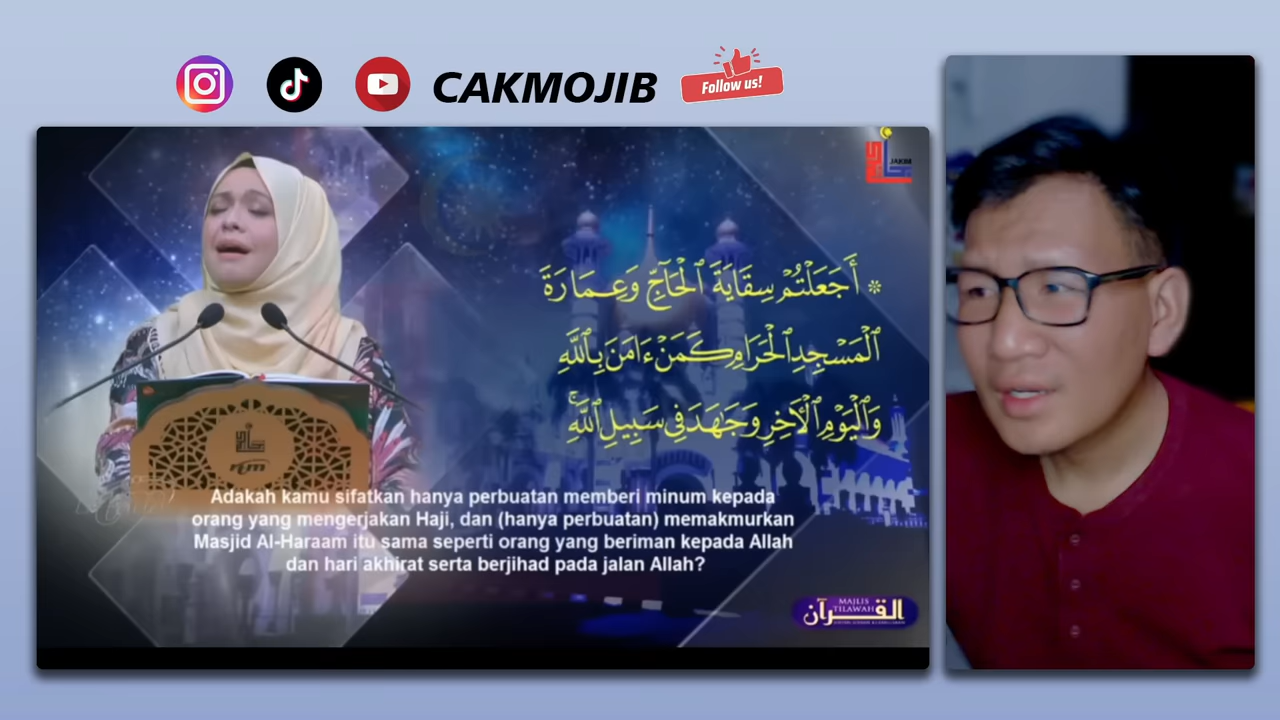 CAKMOJIB
Follow us!
JAKIM
۞ أَجَعَلْتُمْ سِقَايَةَ ٱلْحَآجِّ وَعِمَارَةَ
ٱلْمَسْجِدِ ٱلْحَرَامِ كَمَنْ ءَامَنَ بِٱللَّهِ
وَٱلْيَوْمِ ٱلْأَخِرِ وَجَٰهَدَ فِى سَبِيلِ ٱللَّهِ ۚ
rtm
Adakah kamu sifatkan hanya perbuatan memberi minum kepada
orang yang mengerjakan Haji, dan (hanya perbuatan) memakmurkan
Masjid Al-Haraam itu sama seperti orang yang beriman kepada Allah
dan hari akhirat serta berjihad pada jalan Allah?
MAJLIS
TILAWAH
القرآن